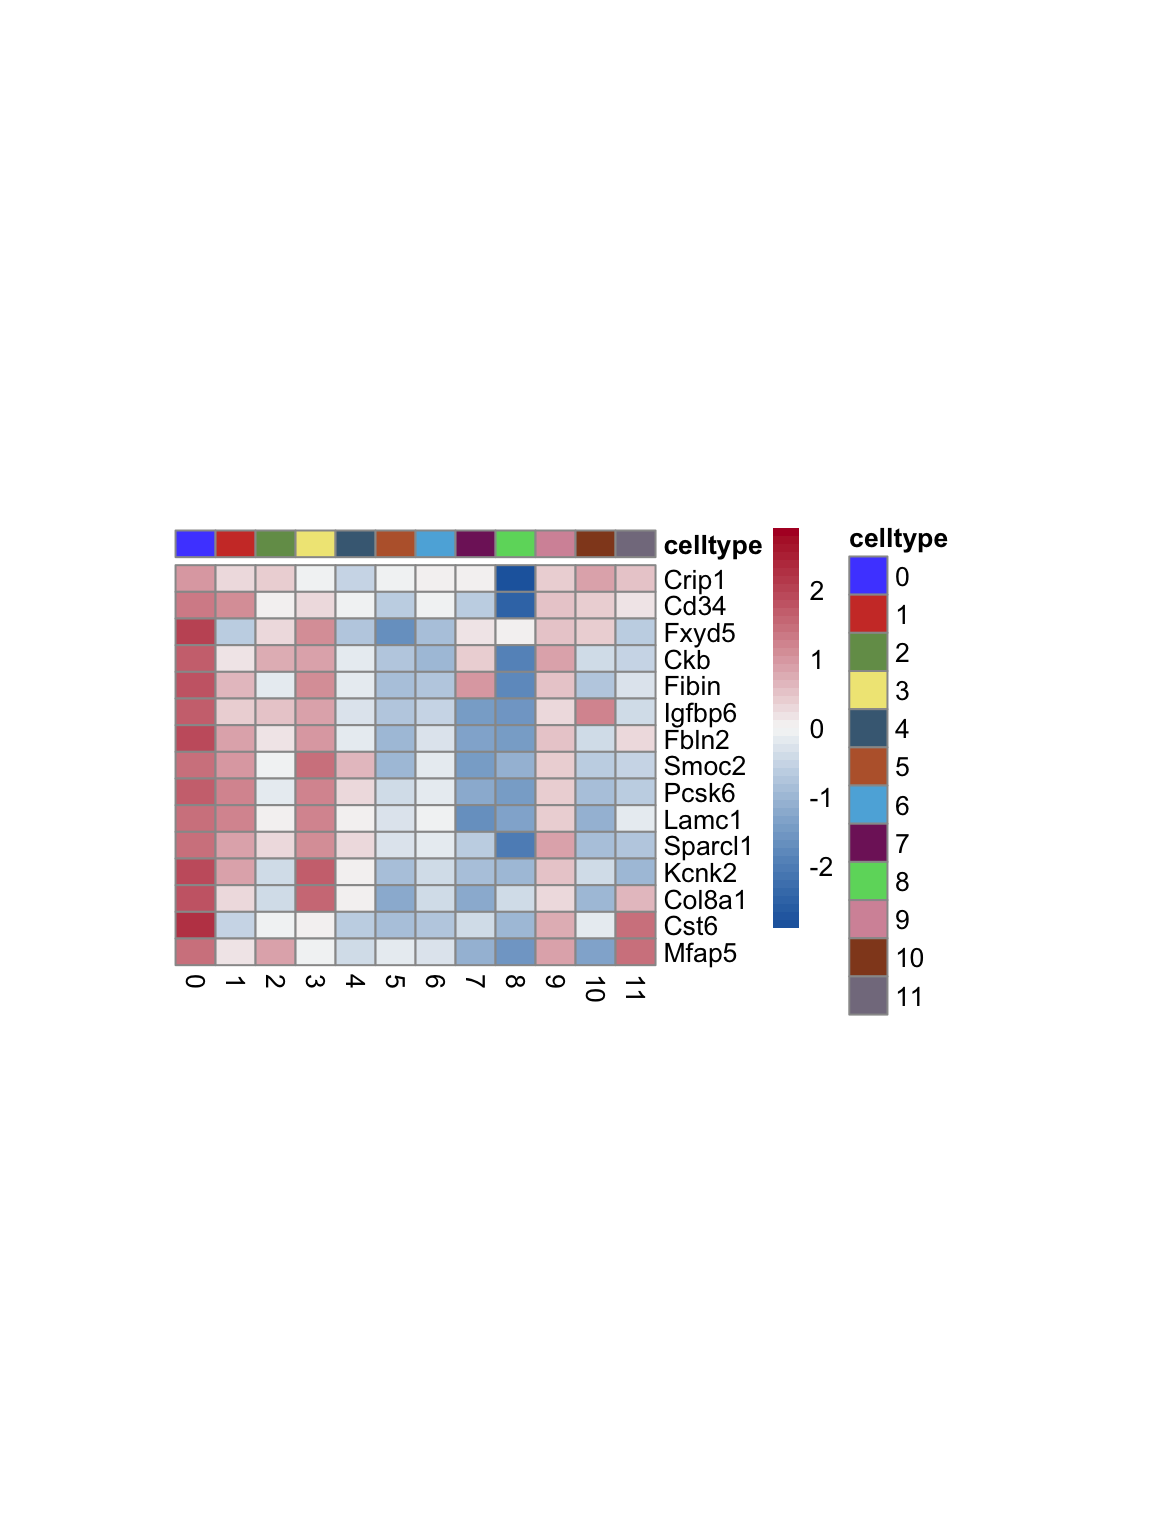 celltype
Crip1
Cd34
Fxyd5
Ckb
Fibin
Igfbp6
Fbln2
Smoc2
Pcsk6
Lamc1
Sparcl1
Kcnk2
Col8a1
Cst6
Mfap5
0 1 2 3 4 5 6 7 8 9 10 11
2
1
0
-1
-2
celltype
0
1
2
3
4
5
6
7
8
9
10
11